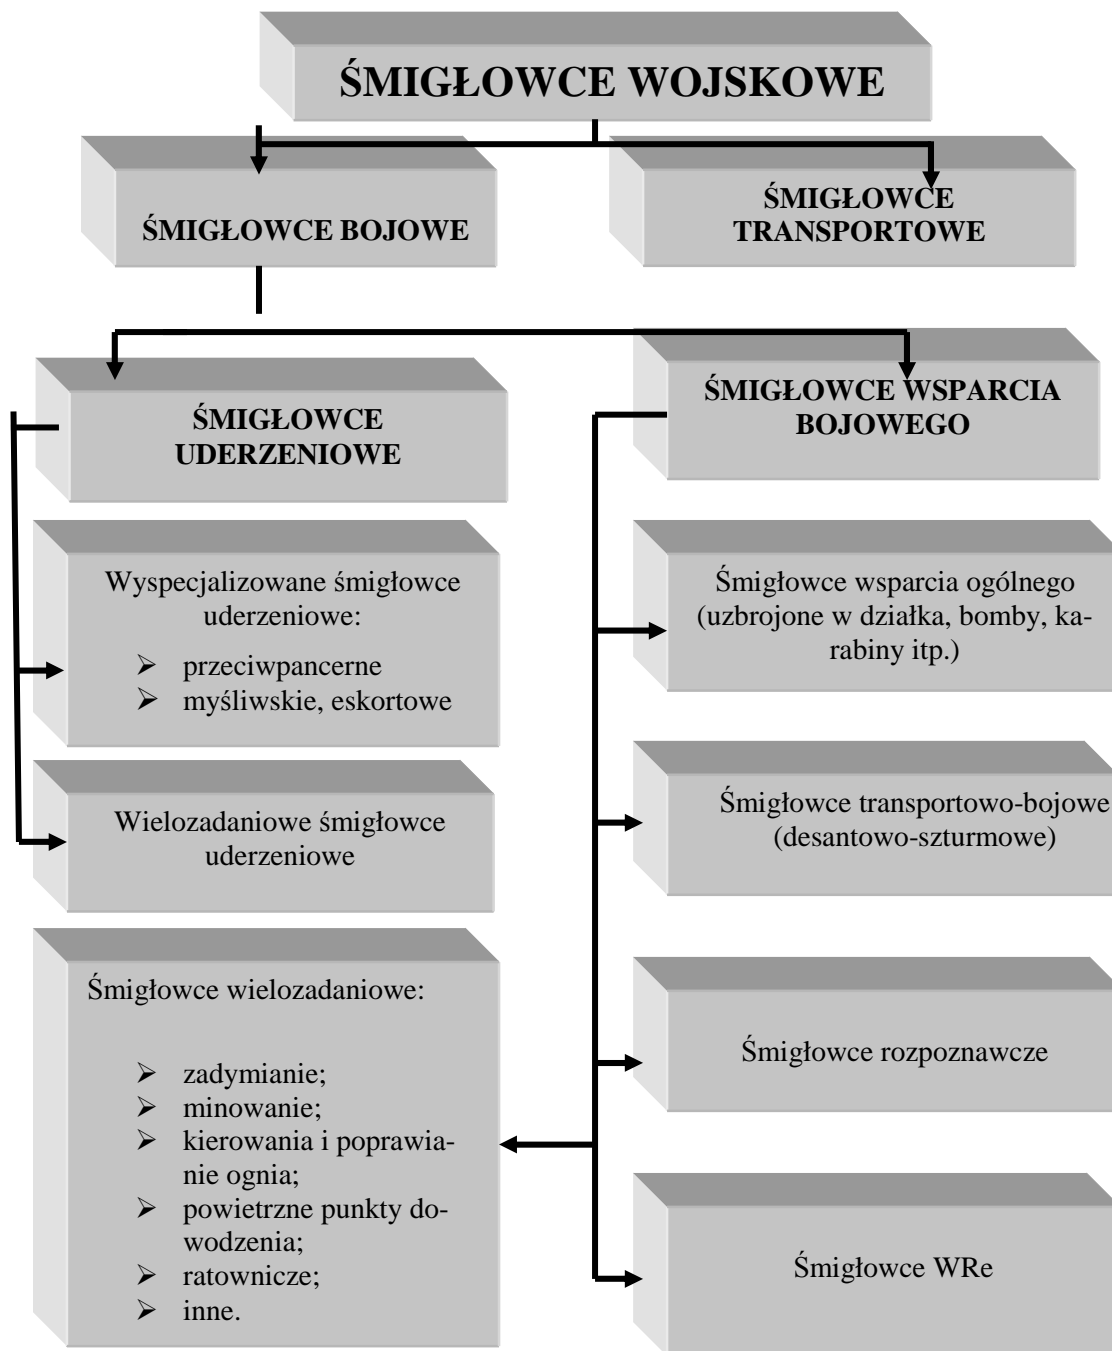 ŚMIGŁOWCE WOJSKOWE
ŚMIGŁOWCE BOJOWE
ŚMIGŁOWCE
TRANSPORTOWE
ŚMIGŁOWCE
UDERZENIOWE
ŚMIGŁOWCE WSPARCIA
BOJOWEGO
Wyspecjalizowane śmigłowce
uderzeniowe:
➢ przeciwpancerne
➢ myśliwskie, eskortowe
Wielozadaniowe śmigłowce
uderzeniowe
Śmigłowce wielozadaniowe:
➢ zadymianie;
➢ minowanie;
➢ kierowania i poprawia-
nie ognia;
➢ powietrzne punkty do-
wodzenia;
➢ ratownicze;
➢ inne.
Śmigłowce wsparcia ogólnego
(uzbrojone w działka, bomby, ka-
rabiny itp.)
Śmigłowce transportowo-bojowe
(desantowo-szturmowe)
Śmigłowce rozpoznawcze
Śmigłowce WRe